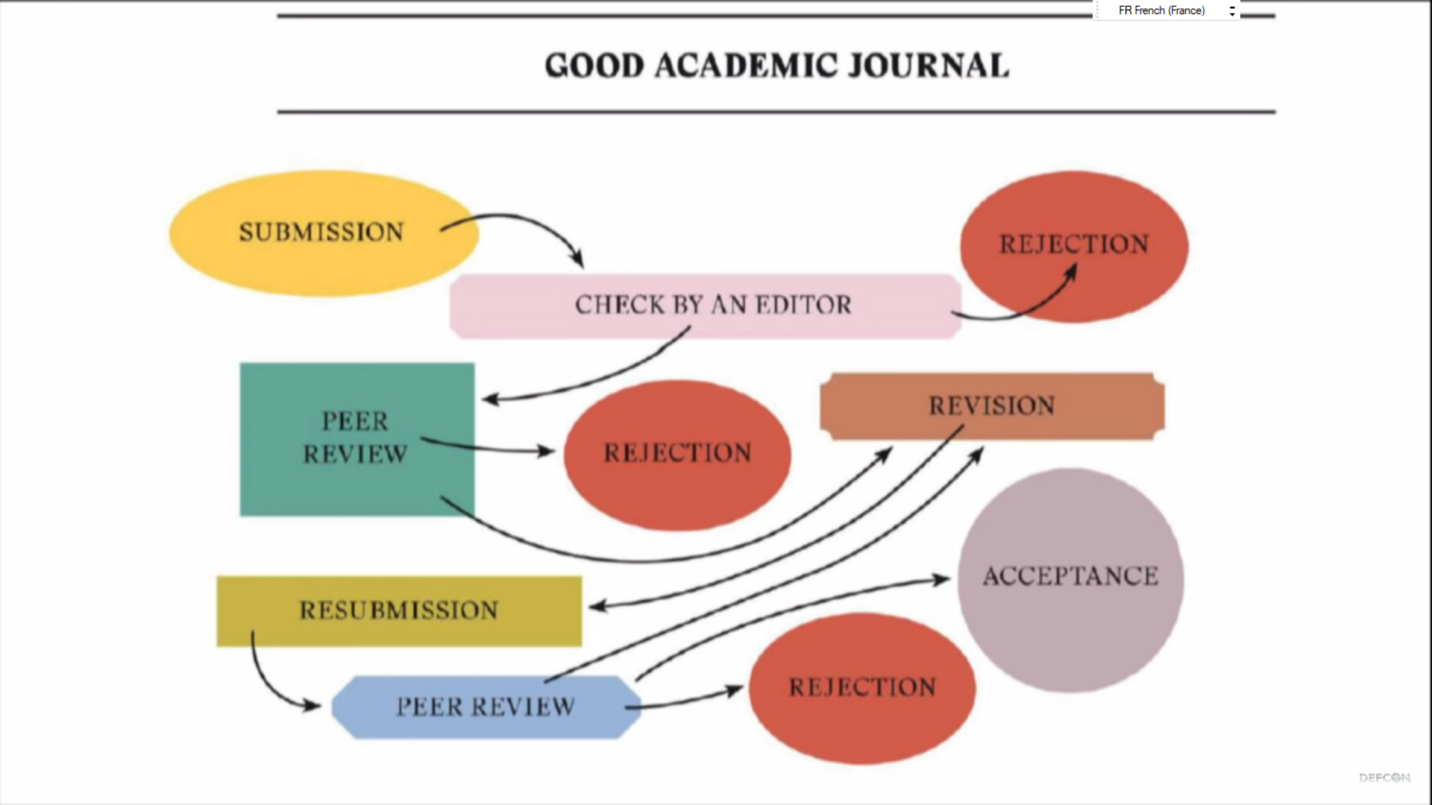 FR French (France)
GOOD ACADEMIC JOURNAL
SUBMISSION
REJECTION
CHECK BY AN EDITOR
PEER
REVIEW
REJECTION
REVISION
ACCEPTANCE
RESUBMISSION
PEER REVIEW
REJECTION
DEFCON